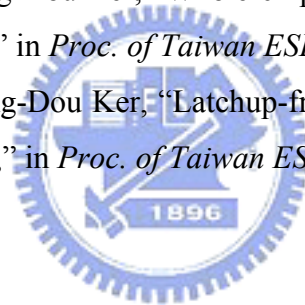 ” in Proc. of Taiwan ESI
g-Dou Ker, “Latchup-fr
,” in Proc. of Taiwan ES
1896